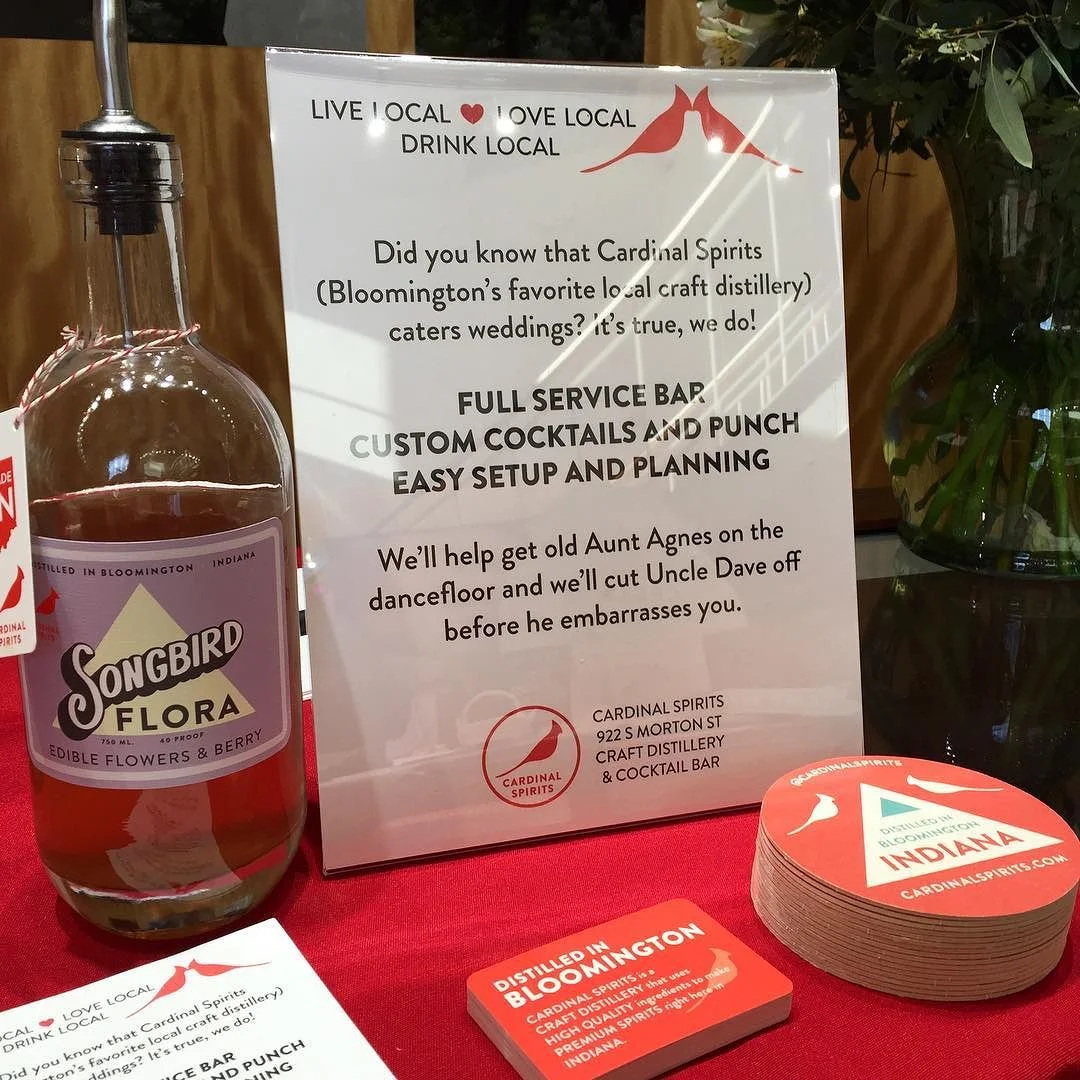 LIVE LOCAL ♥ LOVE LOCAL
DRINK LOCAL
Did you know that Cardinal Spirits
(Bloomington's favorite local craft distillery)
caters weddings? It's true, we do!
FULL SERVICE BAR
CUSTOM COCKTAILS AND PUNCH
EASY SETUP AND PLANNING
We'll help get old Aunt Agnes on the
dancefloor and we'll cut Uncle Dave off
before he embarrasses you.
CARDINAL
SPIRITS
CARDINAL SPIRITS
922 S MORTON ST
CRAFT DISTILLERY
& COCKTAIL BAR
IN BLOOMINGTON INDIANA
SONGBIRD
FLORA
750 ML. 40 PROOF
EDIBLE FLOWERS & BERRY
@CARDINALSPIRITS
DISTILLED IN
BLOOMINGTON
INDIANA
CARDINALSPIRITS.COM
DISTILLED IN
BLOOMINGTON
CARDINAL SPIRITS is a
CRAFT DISTILLERY that uses
HIGH QUALITY ingredients to make
PREMIUM SPIRITS right here in
INDIANA.
♥ LOVE LOCAL
DRINK LOCAL
Did you know that Cardinal Spirits
favorite local craft distillery)
It's true, we do!
BAR
AND PUNCH